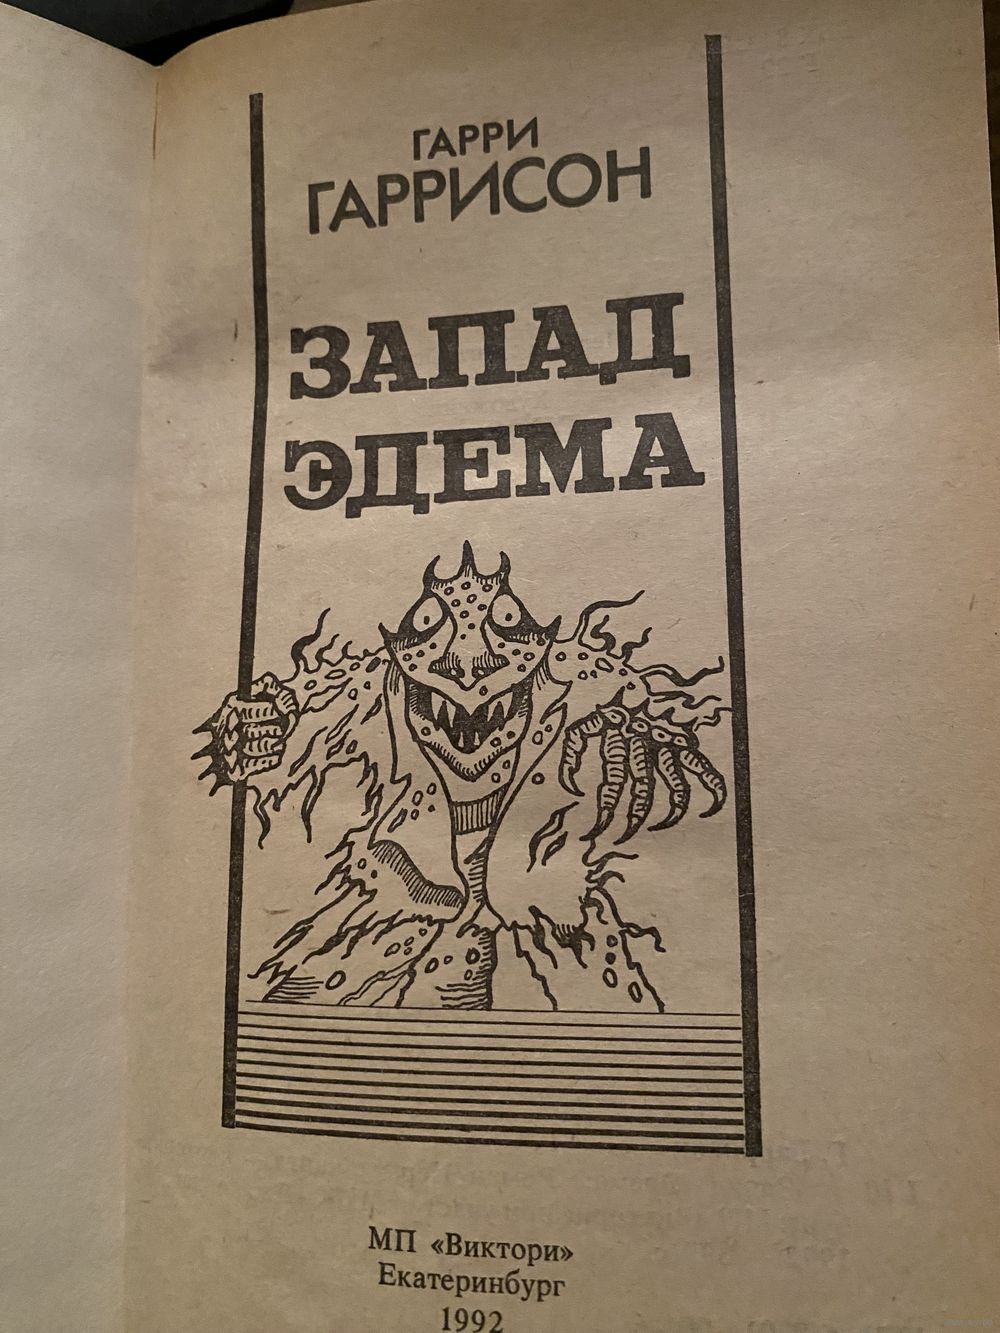 ГАРРИ
ГАРРИСОН
ЗАПАД
ЭДЕМА
МП «Виктори»
Екатеринбург
1992